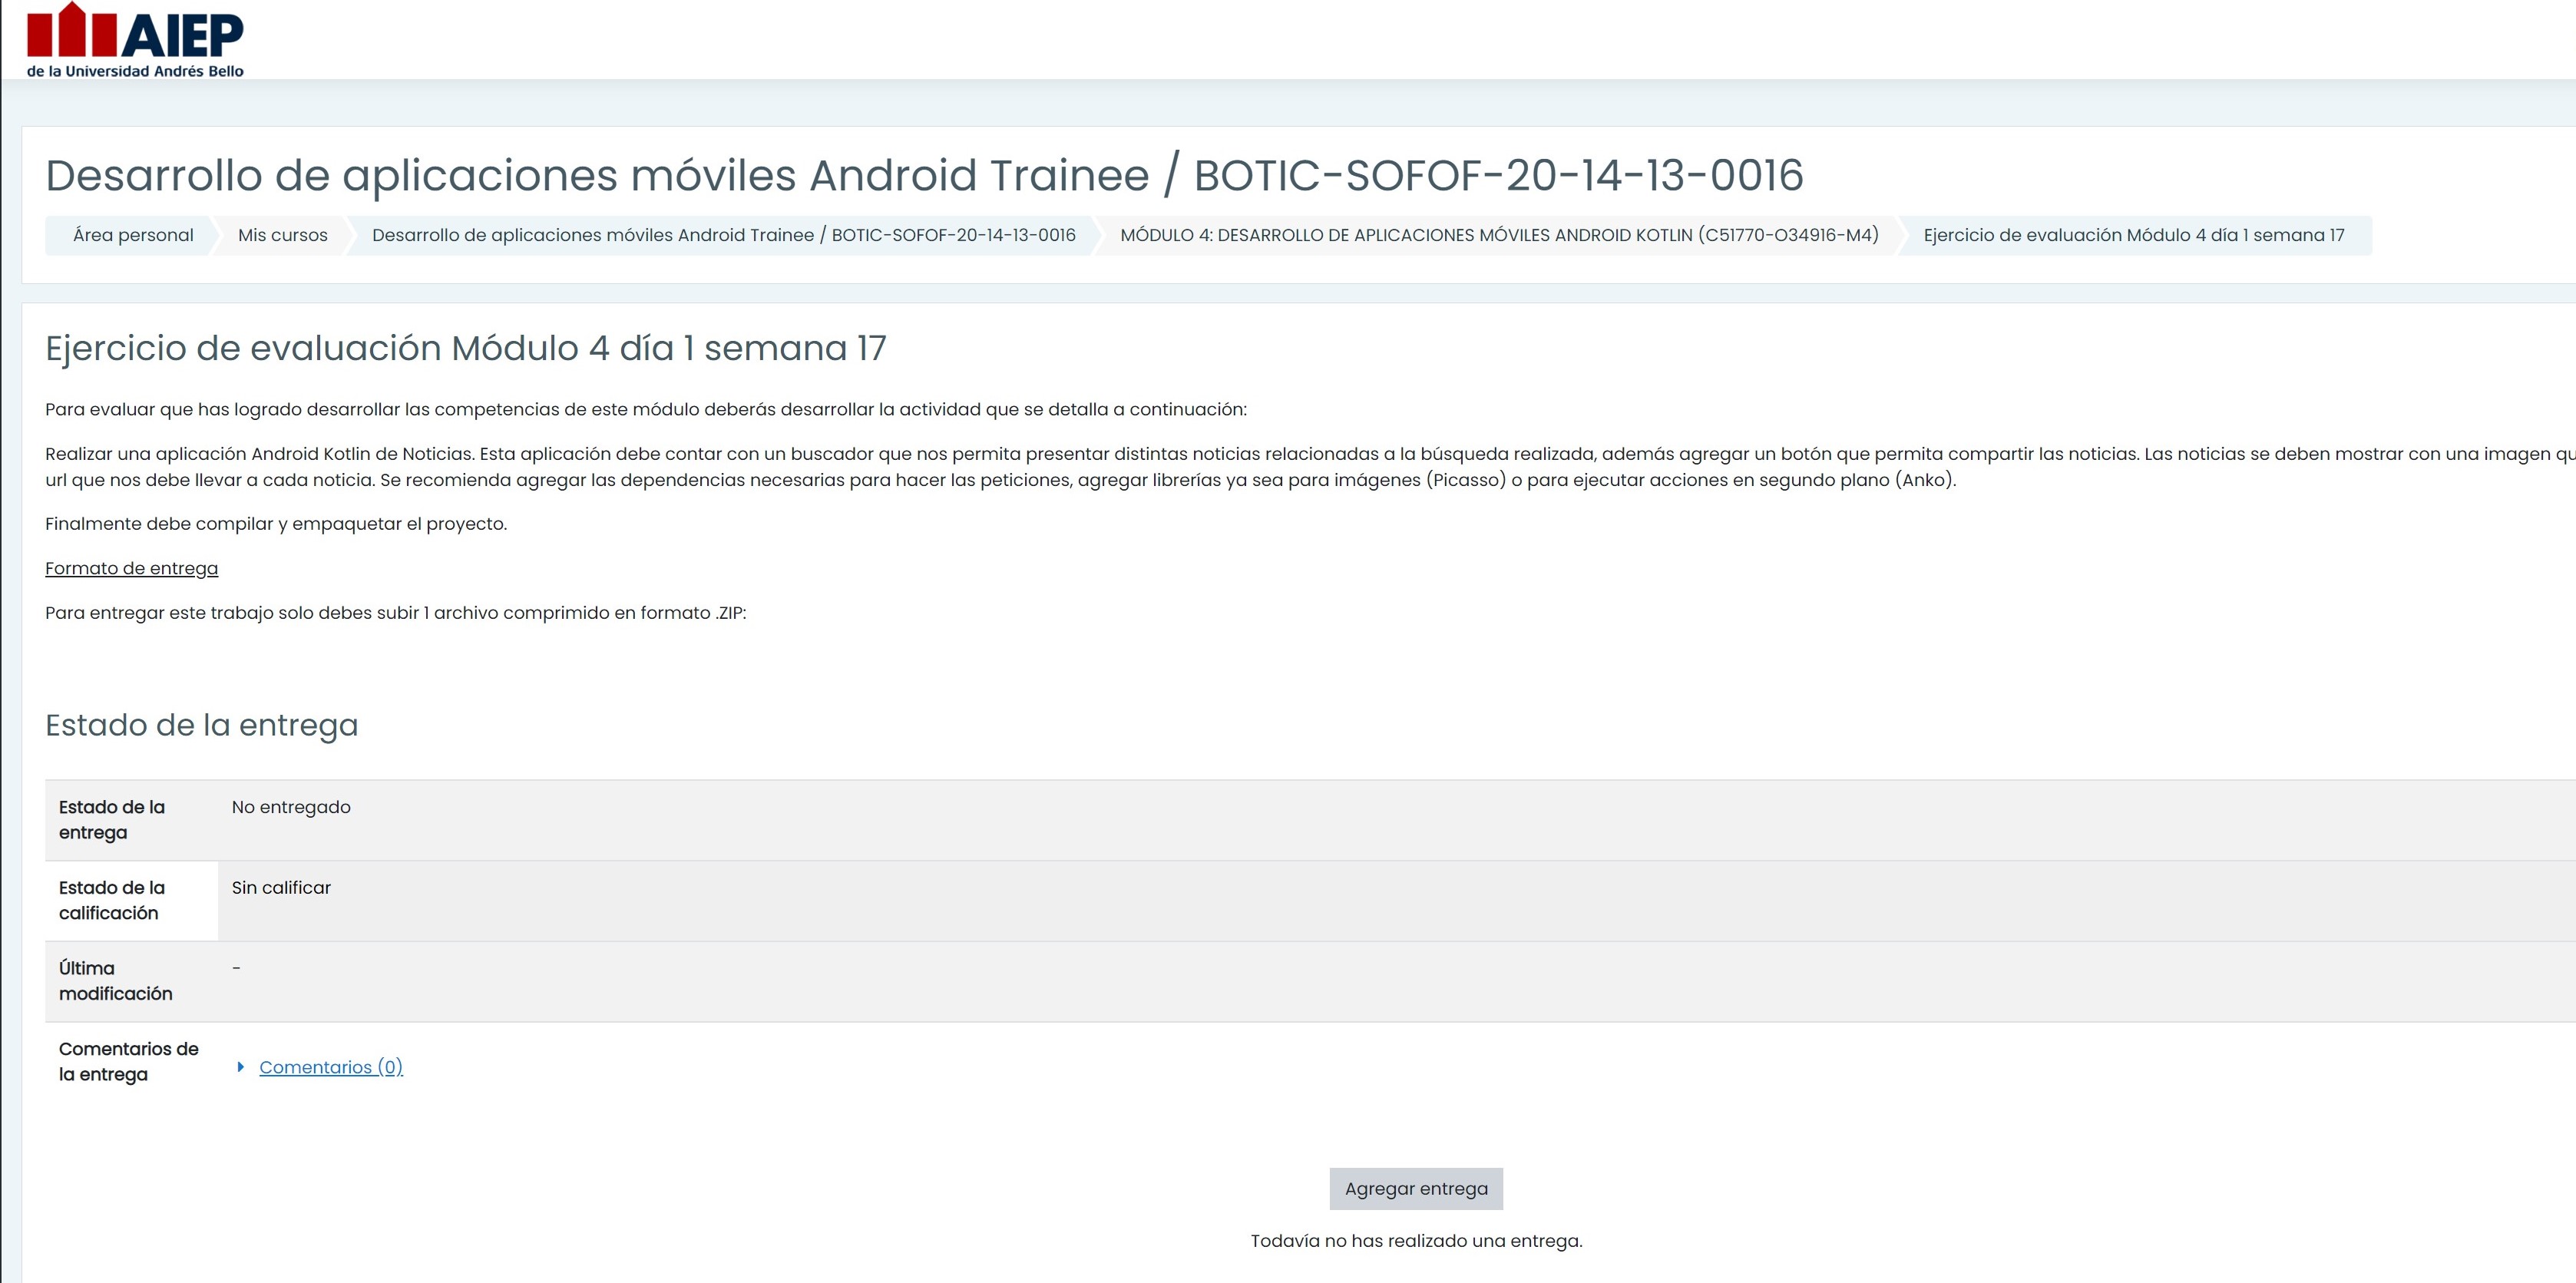 AIEP
de la Universidad Andrés Bello
Desarrollo de aplicaciones móviles Android Trainee / BOTIC-SOFOF-20-14-13-0016
Área personal Mis cursos Desarrollo de aplicaciones móviles Android Trainee / BOTIC-SOFOF-20-14-13-0016 MÓDULO 4: DESARROLLO DE APLICACIONES MÓVILES ANDROID KOTLIN (C51770-O34916-M4) Ejercicio de evaluación Módulo 4 día 1 semana 17
Ejercicio de evaluación Módulo 4 día 1 semana 17
Para evaluar que has logrado desarrollar las competencias de este módulo deberás desarrollar la actividad que se detalla a continuación:
Realizar una aplicación Android Kotlin de Noticias. Esta aplicación debe contar con un buscador que nos permita presentar distintas noticias relacionadas a la búsqueda realizada, además agregar un botón que permita compartir las noticias. Las noticias se deben mostrar con una imagen
url que nos debe llevar a cada noticia. Se recomienda agregar las dependencias necesarias para hacer las peticiones, agregar librerías ya sea para imágenes (Picasso) o para ejecutar acciones en segundo plano (Anko).
Finalmente debe compilar y empaquetar el proyecto.
Formato de entrega
Para entregar este trabajo solo debes subir 1 archivo comprimido en formato .ZIP:
Estado de la entrega
Estado de la entrega No entregado
Estado de la calificación Sin calificar
Última modificación -
Comentarios de la entrega Comentarios (0)
Agregar entrega
Todavía no has realizado una entrega.